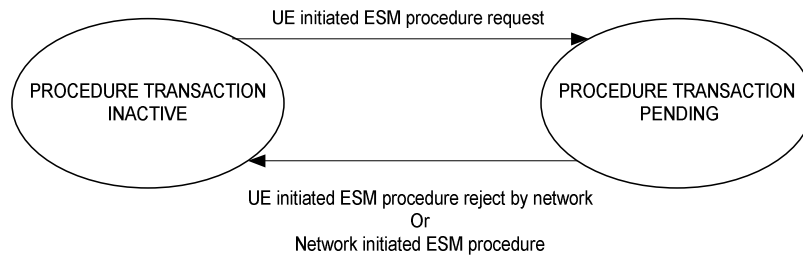 UE initiated ESM procedure request
PROCEDURE TRANSACTION
INACTIVE
PROCEDURE TRANSACTION
PENDING
UE initiated ESM procedure reject by network
Or
Network initiated ESM procedure